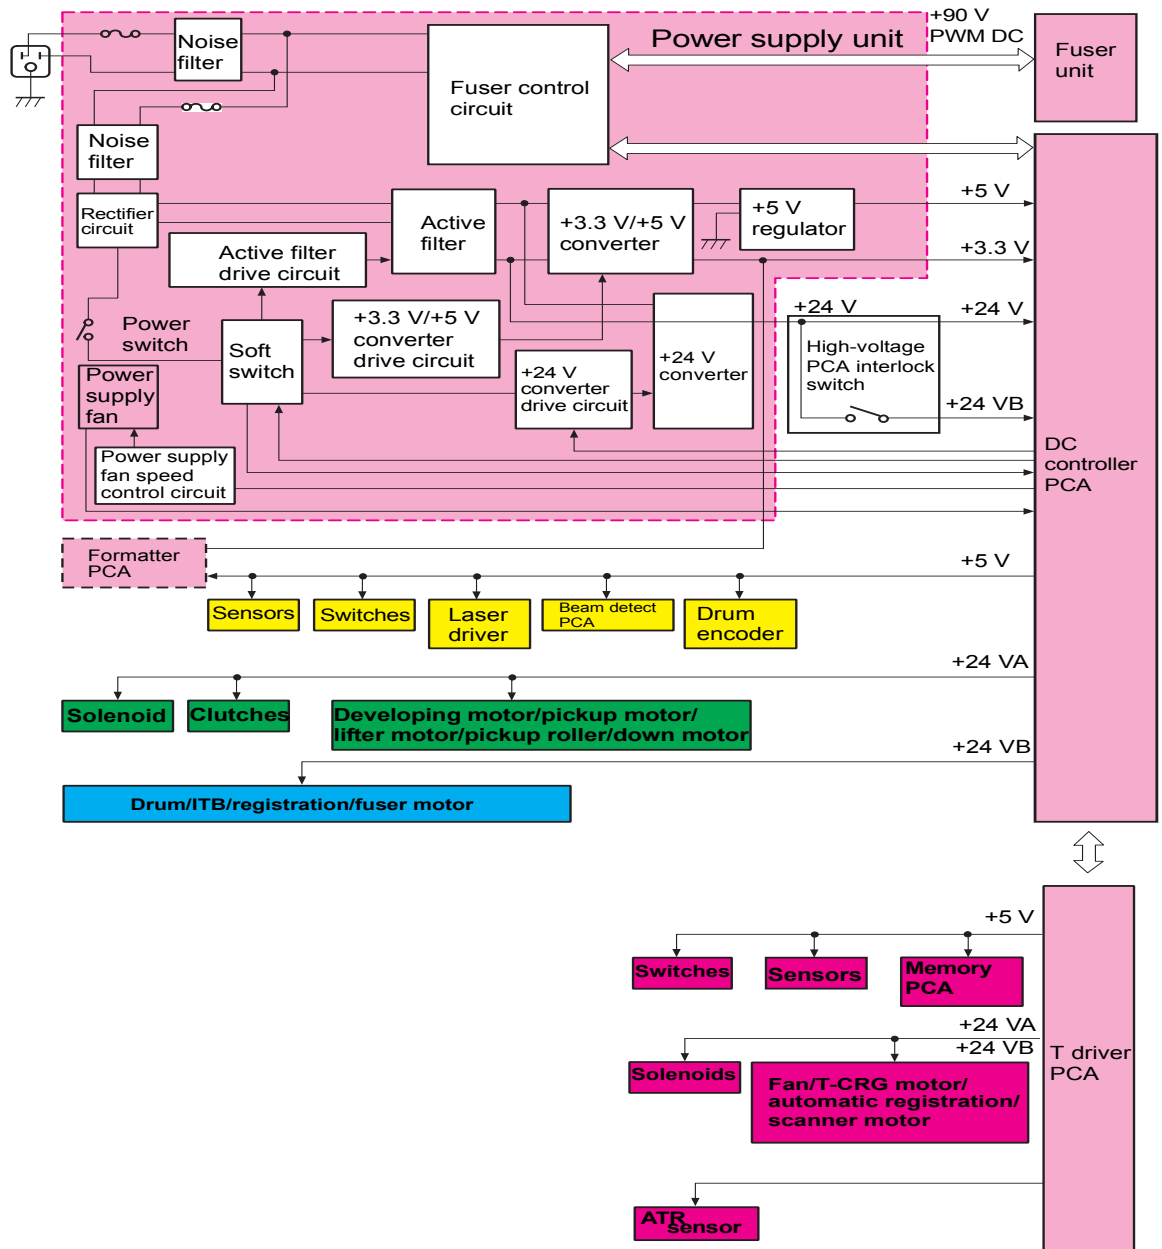 +90 V
PWM DC
Power supply unit
Noise
filter
Fuser control
circuit
Fuser
unit
Noise
filter
Rectifier
circuit
Active
filter
+3.3 V/+5 V
converter
+5 V
regulator
+5 V
+3.3 V
Active filter
drive circuit
Power
switch
Soft
switch
+3.3 V/+5 V
converter
drive circuit
+24 V
converter
drive circuit
+24 V
converter
+24 V
+24 V
High-voltage
PCA interlock
switch
+24 VB
Power
supply
fan
Power supply
fan speed
control circuit
DC
controller
PCA
Formatter
PCA
+5 V
Sensors
Switches
Laser
driver
Beam detect
PCA
Drum
encoder
+24 VA
Solenoid
Clutches
Developing motor/pickup motor/
lifter motor/pickup roller/down motor
+24 VB
Drum/ITB/registration/fuser motor
+5 V
Switches
Sensors
Memory
PCA
+24 VA
+24 VB
Solenoids
Fan/T-CRG motor/
automatic registration/
scanner motor
T driver
PCA
ATR
sensor